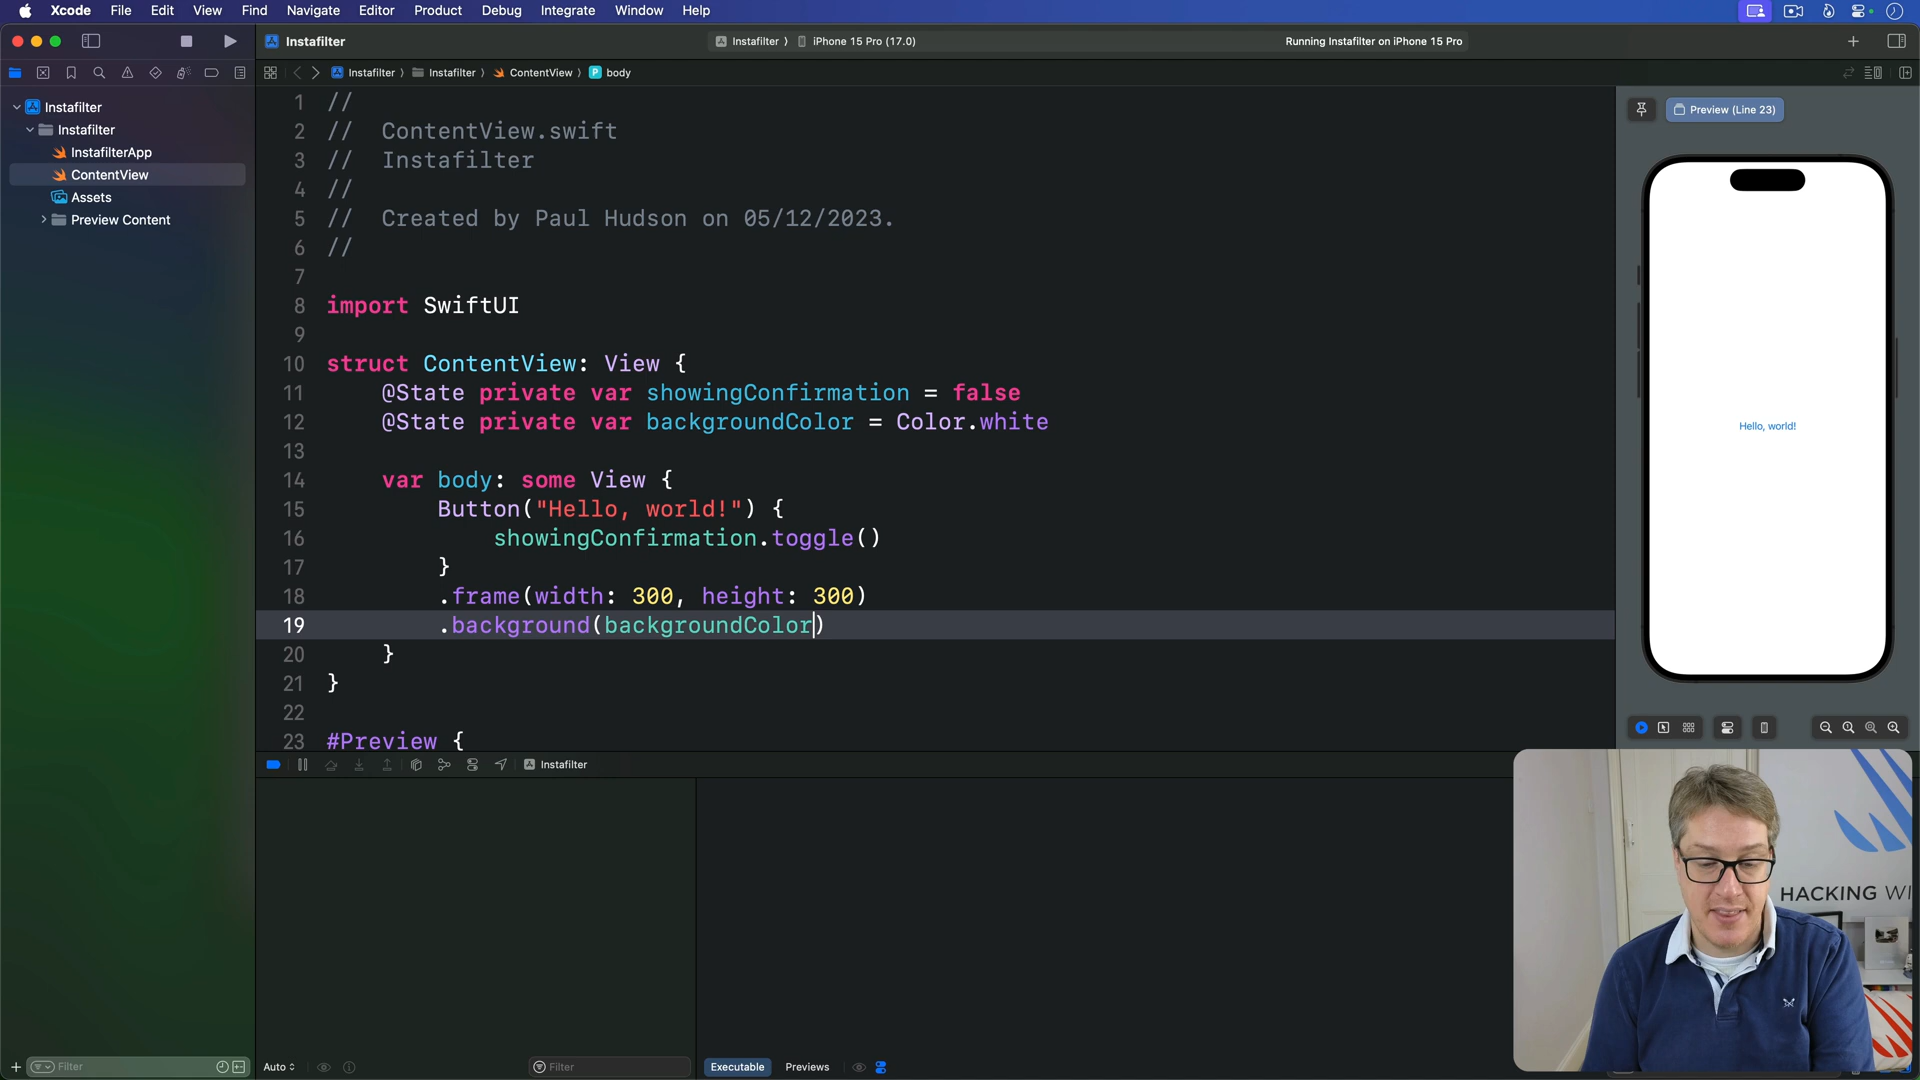 Xcode File Edit View Find Navigate Editor Product Debug Integrate Window Help
Instafilter
Instafilter iPhone 15 Pro (17.0)
Running Instafilter on iPhone 15 Pro
Instafilter Instafilter ContentView P body
Instafilter
Instafilter
InstafilterApp
ContentView
Assets
Preview Content
1 //
2 //  ContentView.swift
3 //  Instafilter
4 //
5 //  Created by Paul Hudson on 05/12/2023.
6 //
7
8 import SwiftUI
9
10 struct ContentView: View {
11 @State private var showingConfirmation = false
12 @State private var backgroundColor = Color.white
13
14 var body: some View {
15 Button("Hello, world!") {
16 showingConfirmation.toggle()
17 }
18 .frame(width: 300, height: 300)
19 .background(backgroundColor)
20 }
21 }
22
23 #Preview {
Preview (Line 23)
Hello, world!
Instafilter
HACKING WI
Filter
Auto
Filter
Executable Previews